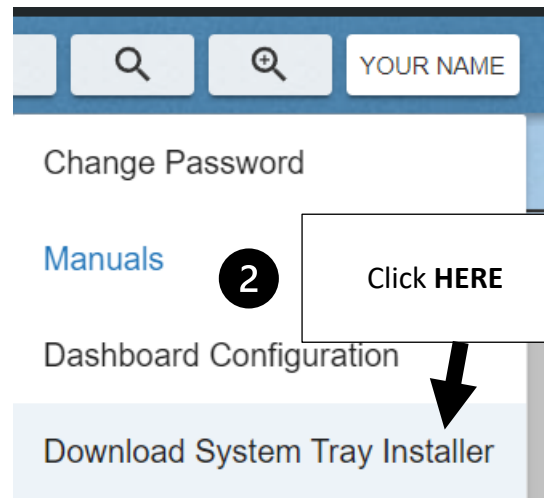 YOUR NAME
Change Password
Manuals
2
Click HERE
Dashboard Configuration
Download System Tray Installer